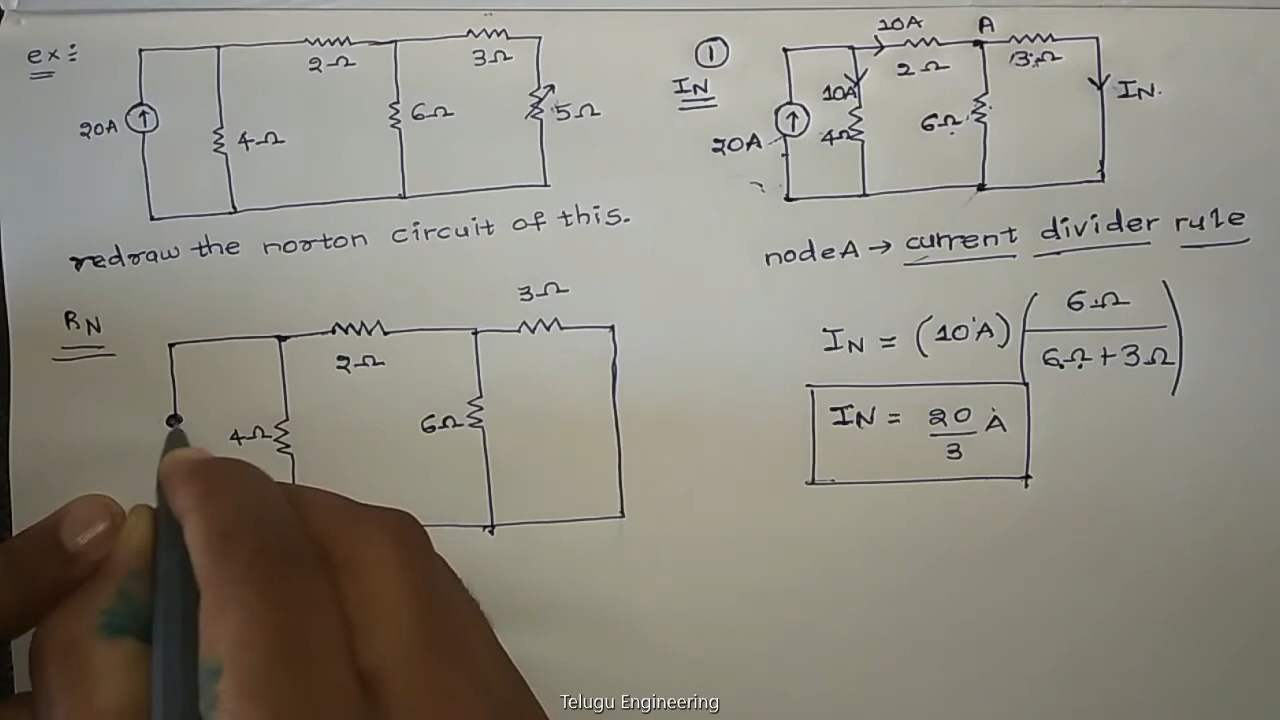 ex:
20A
4Ω
2Ω
6Ω
3Ω
5Ω
redraw the norton circuit of this.
RN
4Ω
2Ω
6Ω
3Ω
①
IN
20A
10A
4Ω
10A
2Ω
A
6Ω
3Ω
IN.
node A → current divider rule
IN = (10A) (6Ω / 6Ω + 3Ω)
IN = 20/3 A
Telugu Engineering